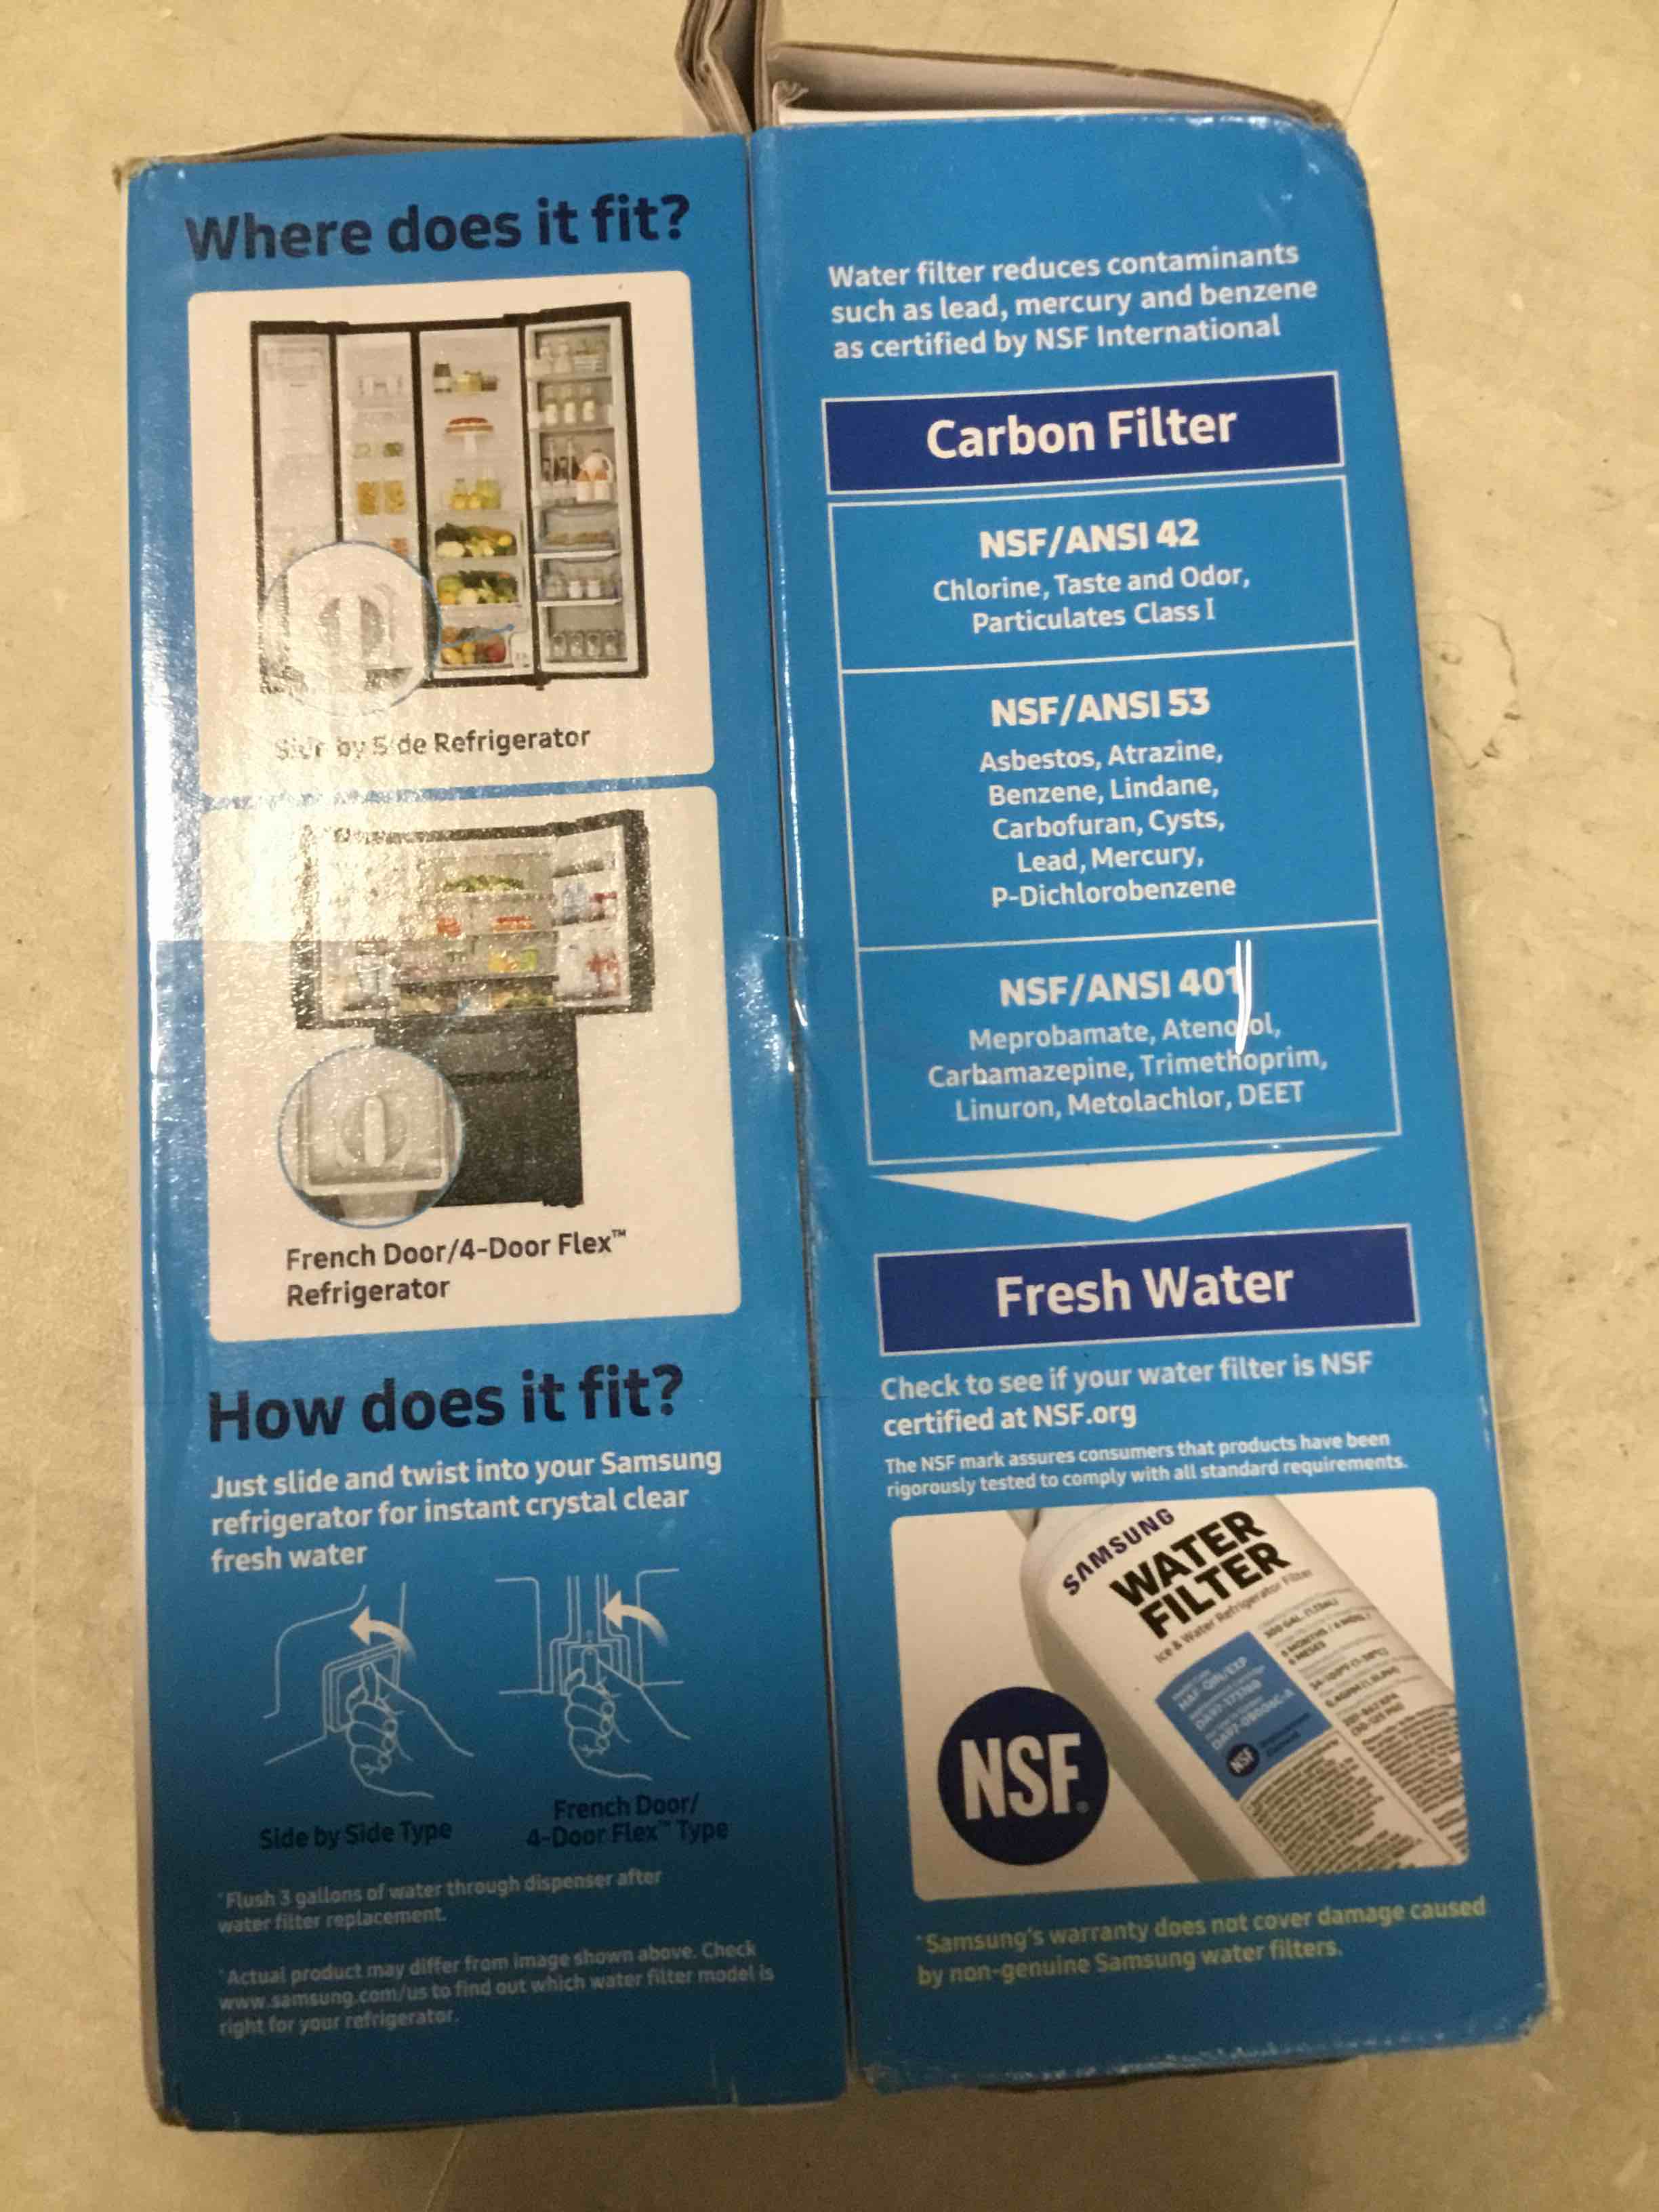 Where does it fit?
Side by Side Refrigerator
French Door/4-Door Flex™
Refrigerator
How does it fit?
Just slide and twist into your Samsung
refrigerator for instant crystal clear
fresh water
Side by Side Type
French Door/
4-Door Flex™ Type
*Flush 3 gallons of water through dispenser after
water filter replacement.
*Actual product may differ from image shown above. Check
www.samsung.com/us to find out which water filter model is
right for your refrigerator.
Water filter reduces contaminants
such as lead, mercury and benzene
as certified by NSF International
Carbon Filter
NSF/ANSI 42
Chlorine, Taste and Odor,
Particulates Class I
NSF/ANSI 53
Asbestos, Atrazine,
Benzene, Lindane,
Carbofuran, Cysts,
Lead, Mercury,
P-Dichlorobenzene
NSF/ANSI 401
Meprobamate, Atenolol,
Carbamazepine, Trimethoprim,
Linuron, Metolachlor, DEET
Fresh Water
Check to see if your water filter is NSF
certified at NSF.org
The NSF mark assures consumers that products have been
rigorously tested to comply with all standard requirements.
SAMSUNG
WATER
FILTER
Ice & Water Refrigerator Filter
NSF
NSF®
*Samsung's warranty does not cover damage caused
by non-genuine Samsung water filters.